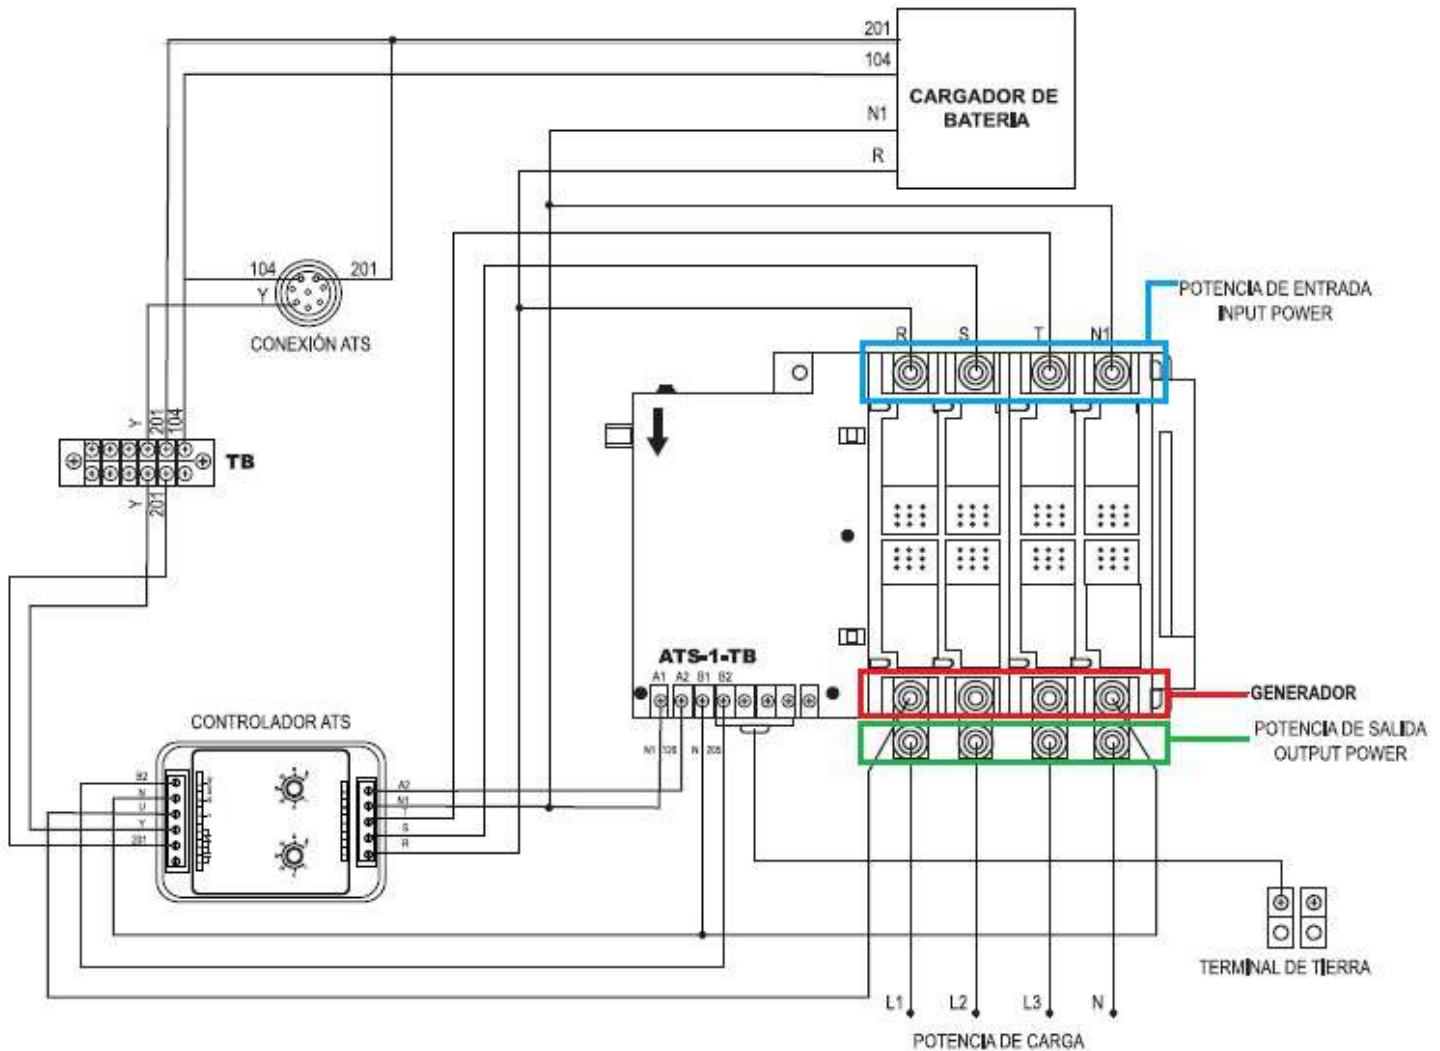 201
104
CARGADOR DE
BATERIA
N1
R
104
201
Y
CONEXIÓN ATS
POTENCIA DE ENTRADA
INPUT POWER
R S T N1
Y 201 104
TB
Y 201
ATS-1-TB
A1 A2 B1 B2
N1 126 N 205
GENERADOR
POTENCIA DE SALIDA
OUTPUT POWER
CONTROLADOR ATS
B2
N
U
Y
201
A2
N1
T
S
R
TERMINAL DE TIERRA
L1 L2 L3 N
POTENCIA DE CARGA